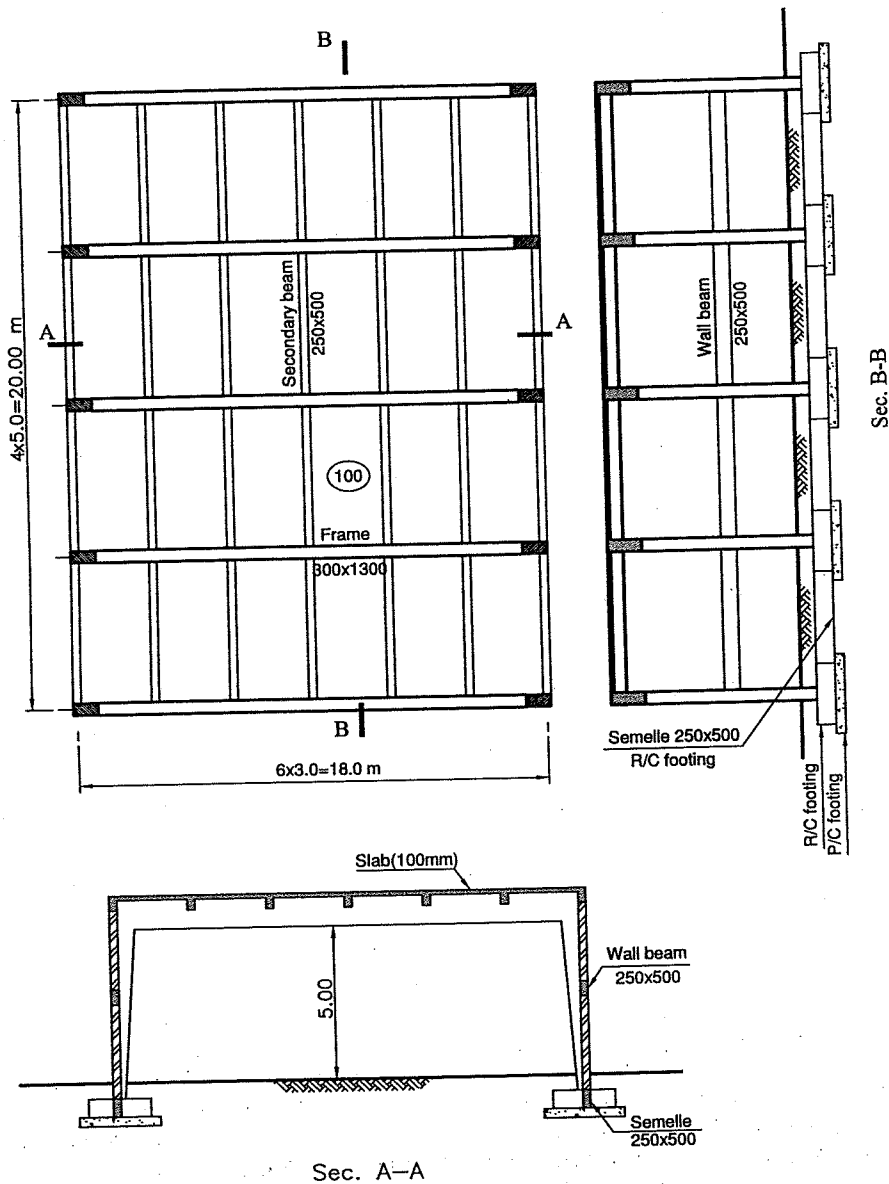 B
A
A
4x5.0=20.00 m
Secondary beam
250x500
100
Frame
300x1300
B
6x3.0=18.0 m
Wall beam
250x500
Sec. B-B
Semelle 250x500
R/C footing
R/C footing
P/C footing
Slab(100mm)
5.00
Wall beam
250x500
Semelle
250x500
Sec. A-A